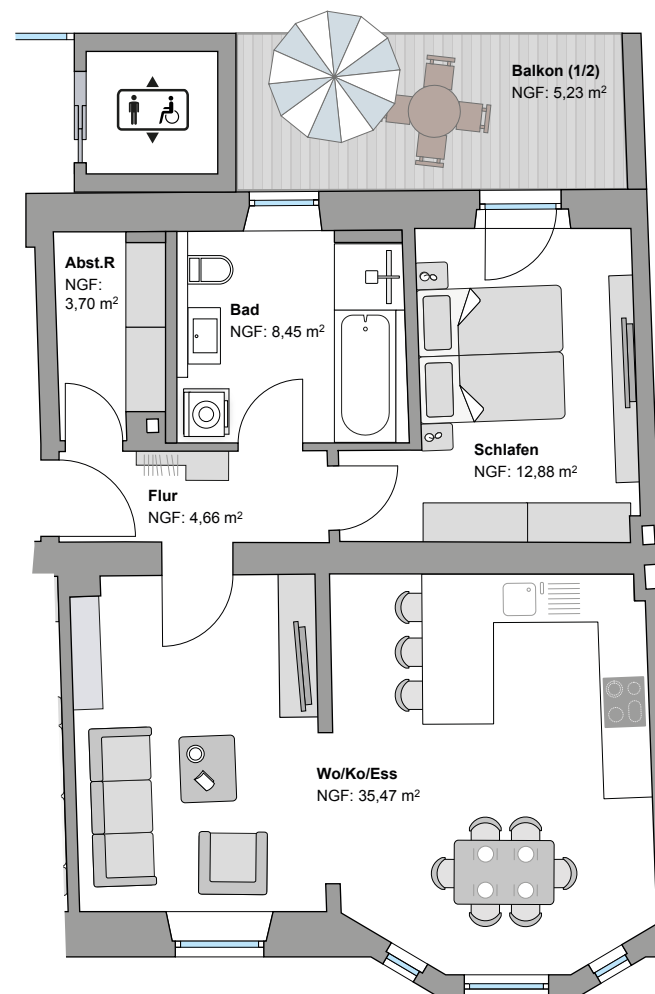 Balkon (1/2)
NGF: 5,23 m²
Abst.R
NGF:
3,70 m²
Bad
NGF: 8,45 m²
Schlafen
NGF: 12,88 m²
Flur
NGF: 4,66 m²
Wo/Ko/Ess
NGF: 35,47 m²